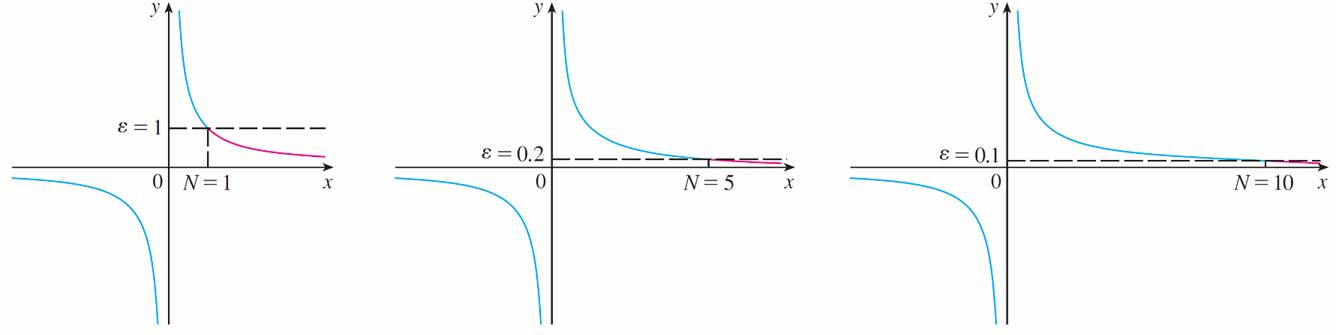 y
ε = 1
0
N = 1
x
y
ε = 0.2
0
N = 5
x
y
ε = 0.1
0
N = 10
x